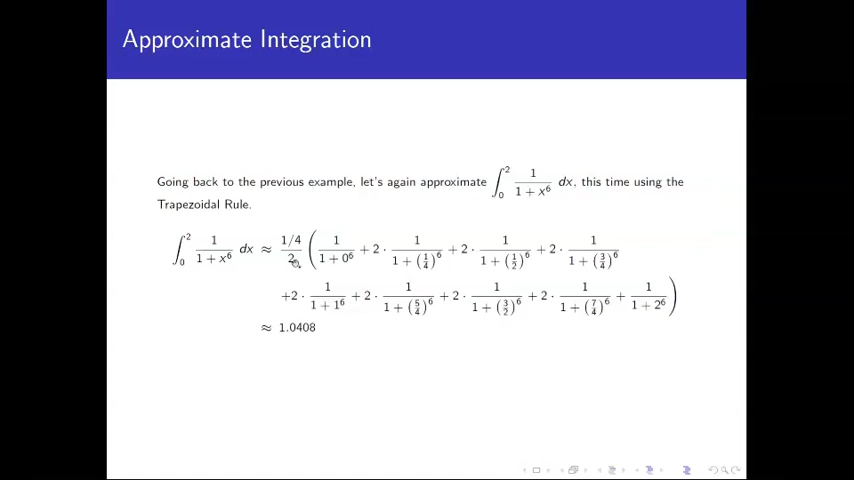 Approximate Integration
Going back to the previous example, let's again approximate ∫₀² 1/(1 + x⁶) dx, this time using the
Trapezoidal Rule.
∫₀² 1/(1 + x⁶) dx ≈ (1/4)/2 ( 1/(1 + 0⁶) + 2 · 1/(1 + (1/4)⁶) + 2 · 1/(1 + (1/2)⁶) + 2 · 1/(1 + (3/4)⁶)
+2 · 1/(1 + 1⁶) + 2 · 1/(1 + (5/4)⁶) + 2 · 1/(1 + (3/2)⁶) + 2 · 1/(1 + (7/4)⁶) + 1/(1 + 2⁶) )
≈ 1.0408